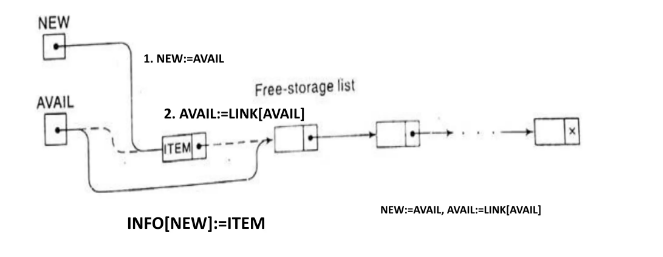 NEW
1. NEW:=AVAIL
Free-storage list
AVAIL
2. AVAIL:=LINK[AVAIL]
ITEM
x
INFO[NEW]:=ITEM
NEW:=AVAIL, AVAIL:=LINK[AVAIL]